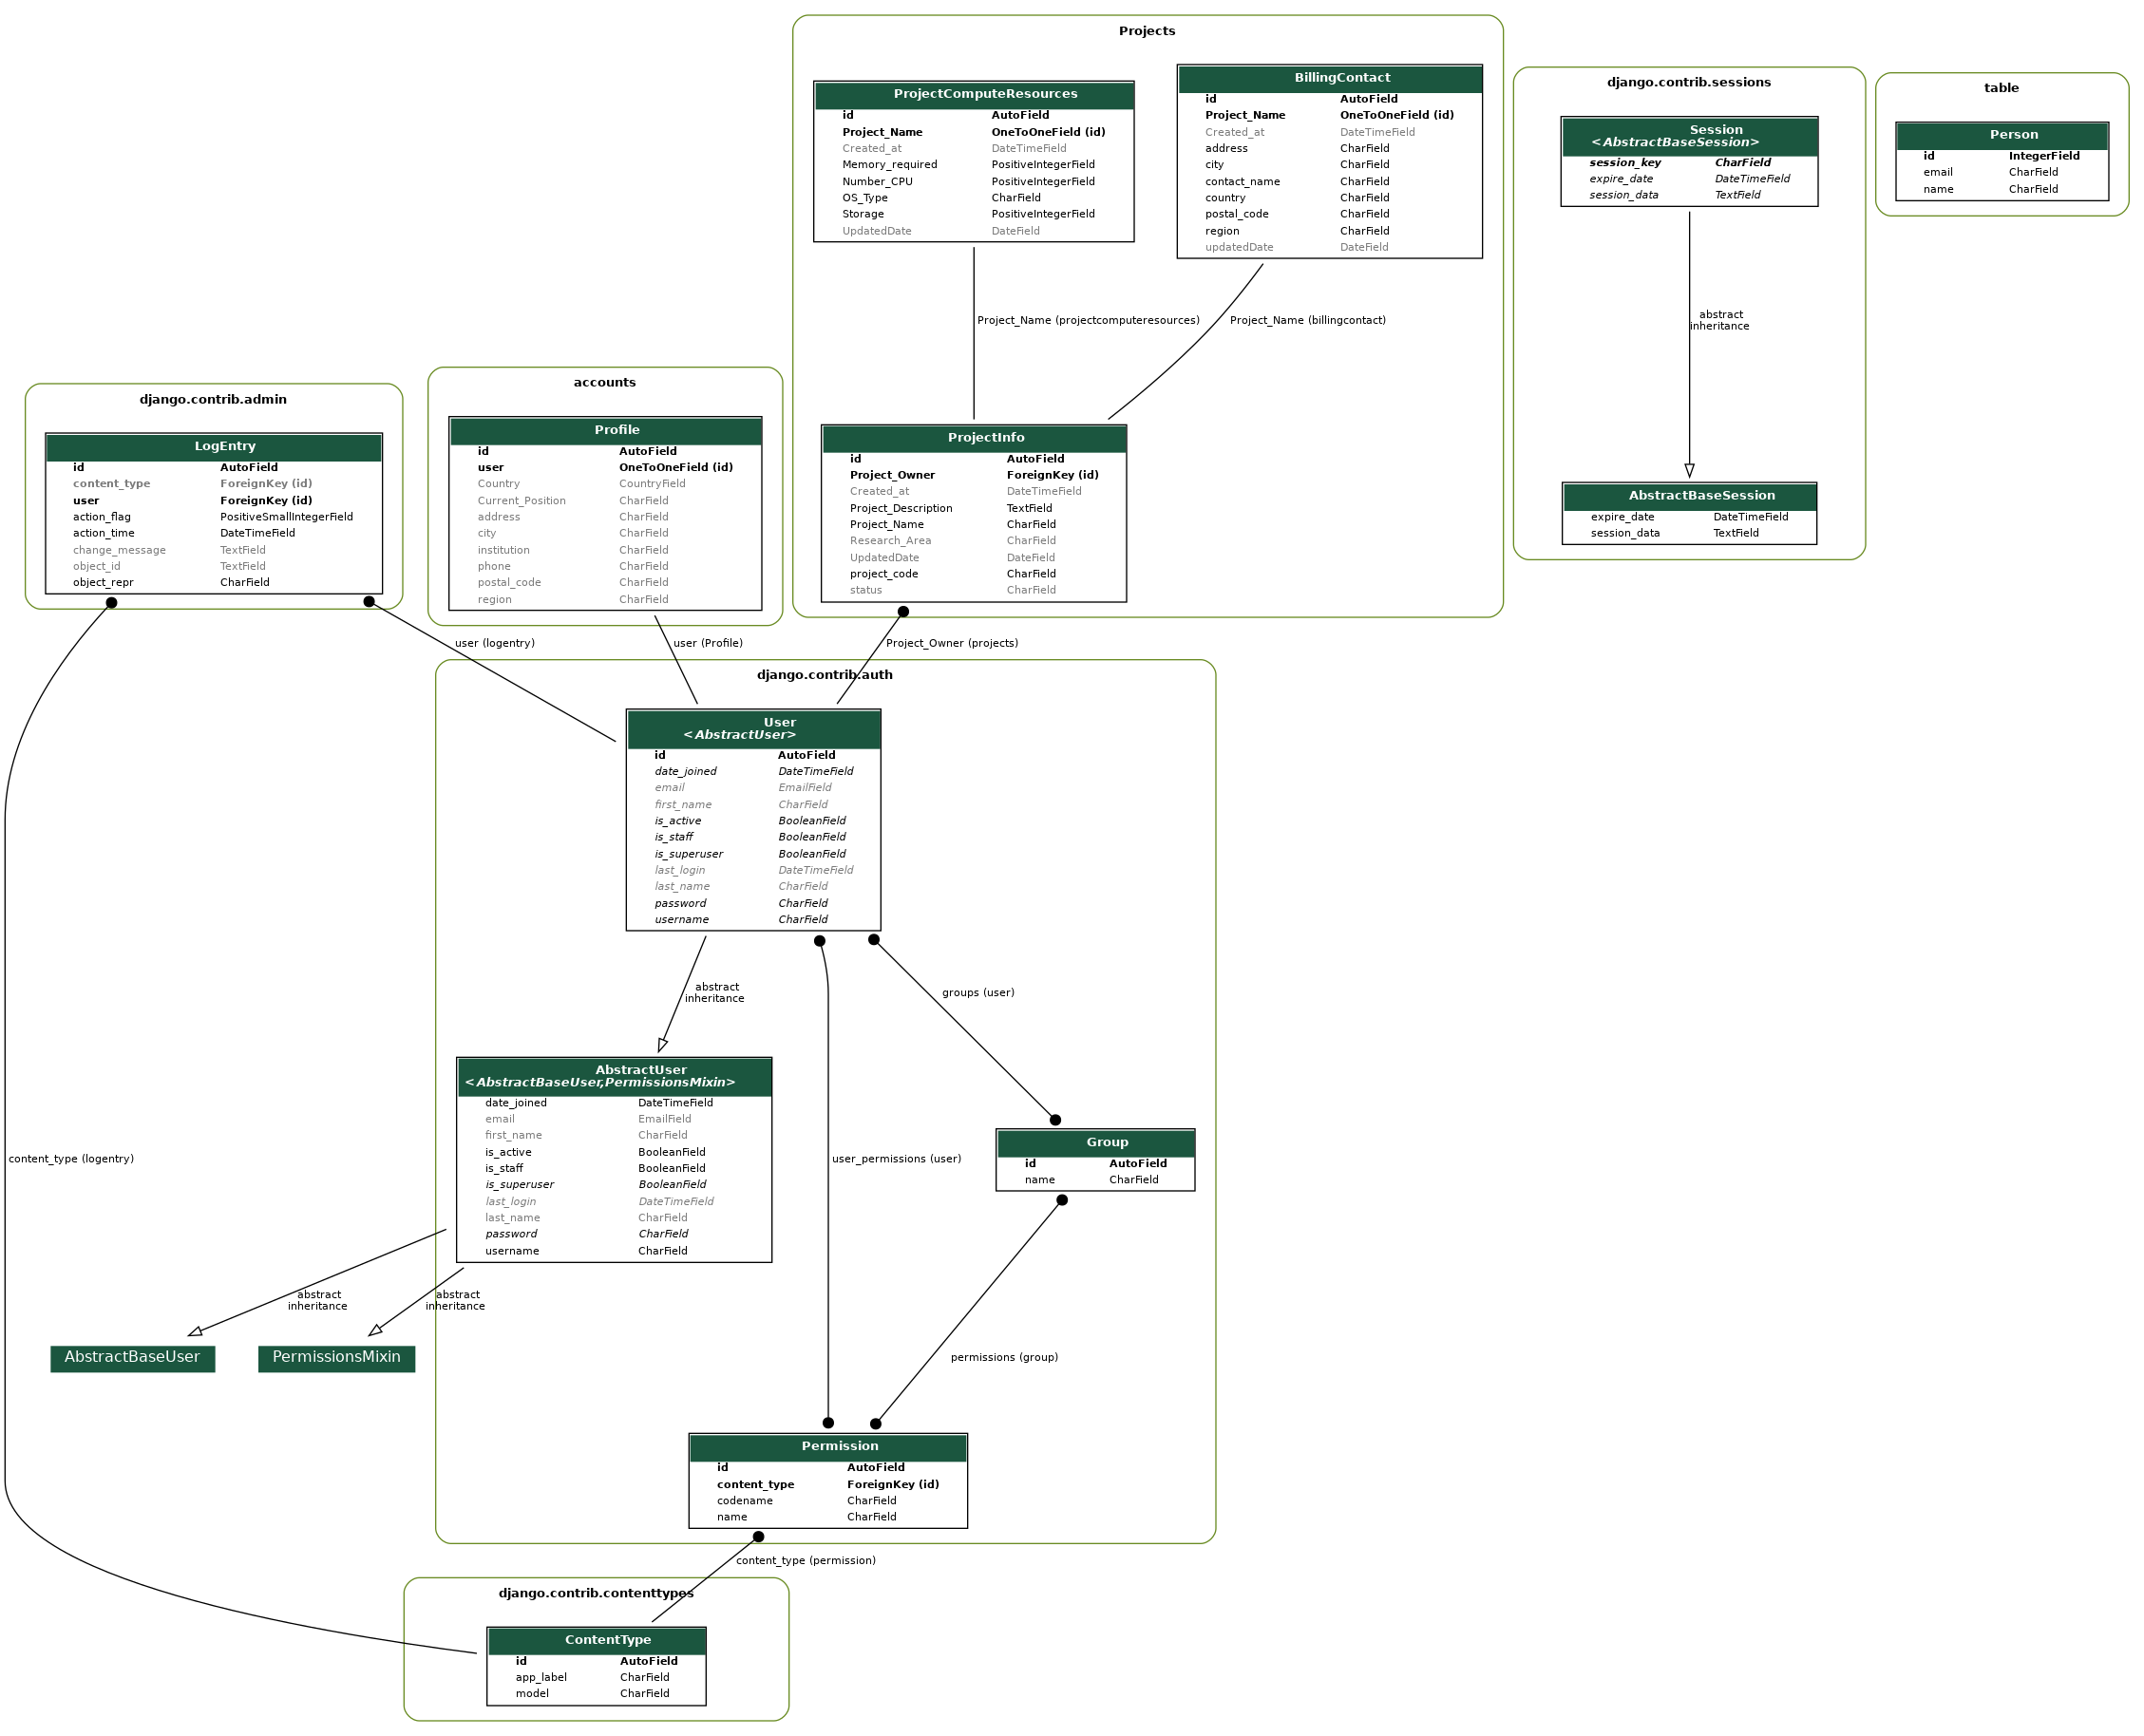 Projects
ProjectComputeResources
id AutoField
Project_Name OneToOneField (id)
Created_at DateTimeField
Memory_required PositiveIntegerField
Number_CPU PositiveIntegerField
OS_Type CharField
Storage PositiveIntegerField
UpdatedDate DateField
BillingContact
id AutoField
Project_Name OneToOneField (id)
Created_at DateTimeField
address CharField
city CharField
contact_name CharField
country CharField
postal_code CharField
region CharField
updatedDate DateField
Project_Name (projectcomputeresources)
Project_Name (billingcontact)
ProjectInfo
id AutoField
Project_Owner ForeignKey (id)
Created_at DateTimeField
Project_Description TextField
Project_Name CharField
Research_Area CharField
UpdatedDate DateField
project_code CharField
status CharField
django.contrib.sessions
Session
<AbstractBaseSession>
session_key CharField
expire_date DateTimeField
session_data TextField
abstract
inheritance
AbstractBaseSession
expire_date DateTimeField
session_data TextField
table
Person
id IntegerField
email CharField
name CharField
django.contrib.admin
LogEntry
id AutoField
content_type ForeignKey (id)
user ForeignKey (id)
action_flag PositiveSmallIntegerField
action_time DateTimeField
change_message TextField
object_id TextField
object_repr CharField
accounts
Profile
id AutoField
user OneToOneField (id)
Country CountryField
Current_Position CharField
address CharField
city CharField
institution CharField
phone CharField
postal_code CharField
region CharField
user (logentry)
user (Profile)
Project_Owner (projects)
django.contrib.auth
User
<AbstractUser>
id AutoField
date_joined DateTimeField
email EmailField
first_name CharField
is_active BooleanField
is_staff BooleanField
is_superuser BooleanField
last_login DateTimeField
last_name CharField
password CharField
username CharField
abstract
inheritance
groups (user)
AbstractUser
<AbstractBaseUser,PermissionsMixin>
date_joined DateTimeField
email EmailField
first_name CharField
is_active BooleanField
is_staff BooleanField
is_superuser BooleanField
last_login DateTimeField
last_name CharField
password CharField
username CharField
content_type (logentry)
user_permissions (user)
Group
id AutoField
name CharField
abstract
inheritance
abstract
inheritance
AbstractBaseUser
PermissionsMixin
permissions (group)
Permission
id AutoField
content_type ForeignKey (id)
codename CharField
name CharField
content_type (permission)
django.contrib.contenttypes
ContentType
id AutoField
app_label CharField
model CharField